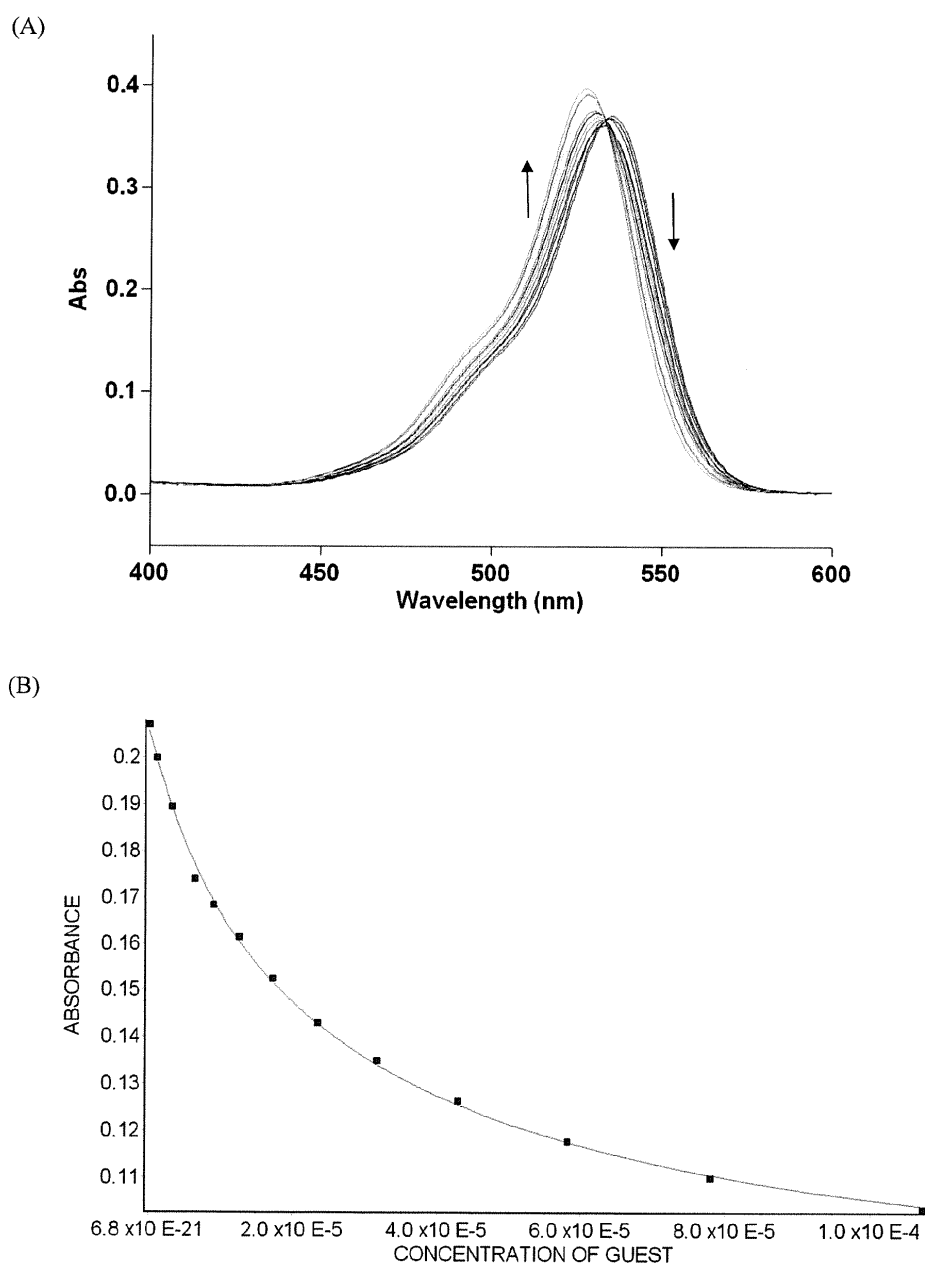 (A)
0.4
0.3
0.2
0.1
0.0
Abs
400 450 500 550 600
Wavelength (nm)
(B)
0.2
0.19
0.18
0.17
0.16
0.15
0.14
0.13
0.12
0.11
ABSORBANCE
6.8 x10 E-21 2.0 x10 E-5 4.0 x10 E-5 6.0 x10 E-5 8.0 x10 E-5 1.0 x10 E-4
CONCENTRATION OF GUEST